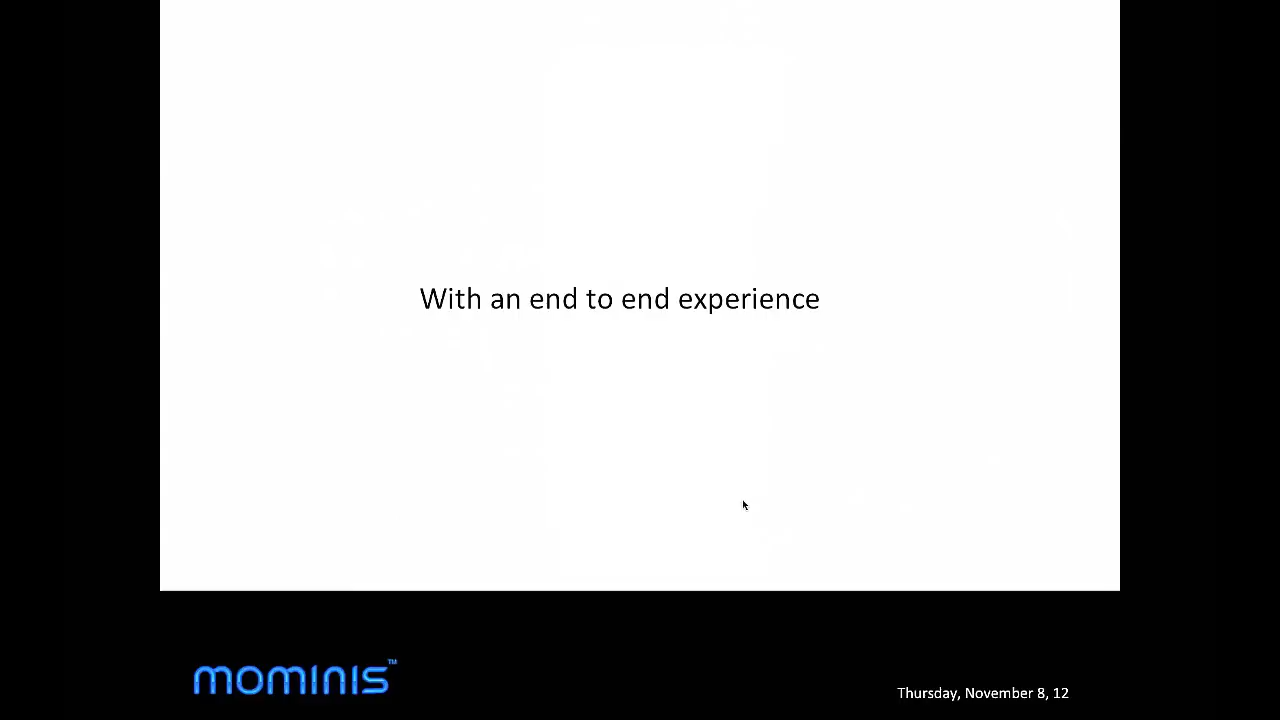 With an end to end experience
mominis™
Thursday, November 8, 12